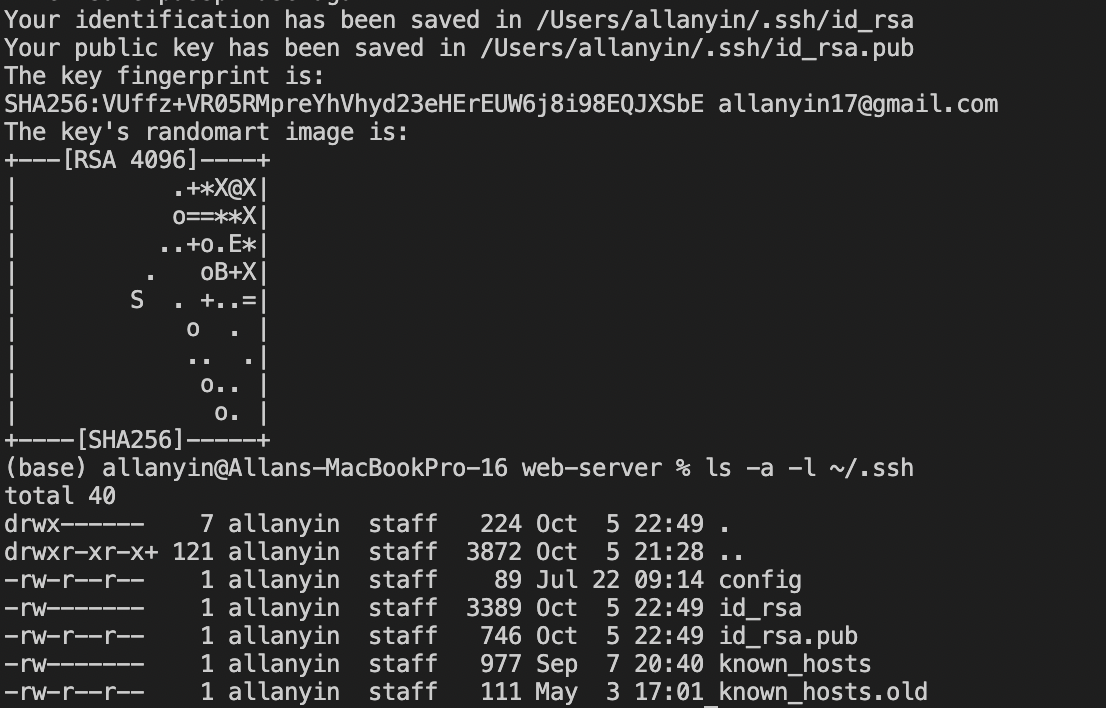 Your identification has been saved in /Users/allanyin/.ssh/id_rsa
Your public key has been saved in /Users/allanyin/.ssh/id_rsa.pub
The key fingerprint is:
SHA256:VUffz+VR05RMpreYhVhyd23eHErEUW6j8i98EQJXSbE allanyin17@gmail.com
The key's randomart image is:
+---[RSA 4096]----+
|            .+*X@X|
|            o==**X|
|           ..+o.E*|
|          .   oB+X|
|         S  . +..=|
|             o  . |
|             ..  .|
|              o.. |
|               o. |
+----[SHA256]-----+
(base) allanyin@Allans-MacBookPro-16 web-server % ls -a -l ~/.ssh
total 40
drwx------    7 allanyin  staff   224 Oct  5 22:49 .
drwxr-xr-x+ 121 allanyin  staff  3872 Oct  5 21:28 ..
-rw-r--r--    1 allanyin  staff    89 Jul 22 09:14 config
-rw-------    1 allanyin  staff  3389 Oct  5 22:49 id_rsa
-rw-r--r--    1 allanyin  staff   746 Oct  5 22:49 id_rsa.pub
-rw-------    1 allanyin  staff   977 Sep  7 20:40 known_hosts
-rw-r--r--    1 allanyin  staff   111 May  3 17:01 known_hosts.old